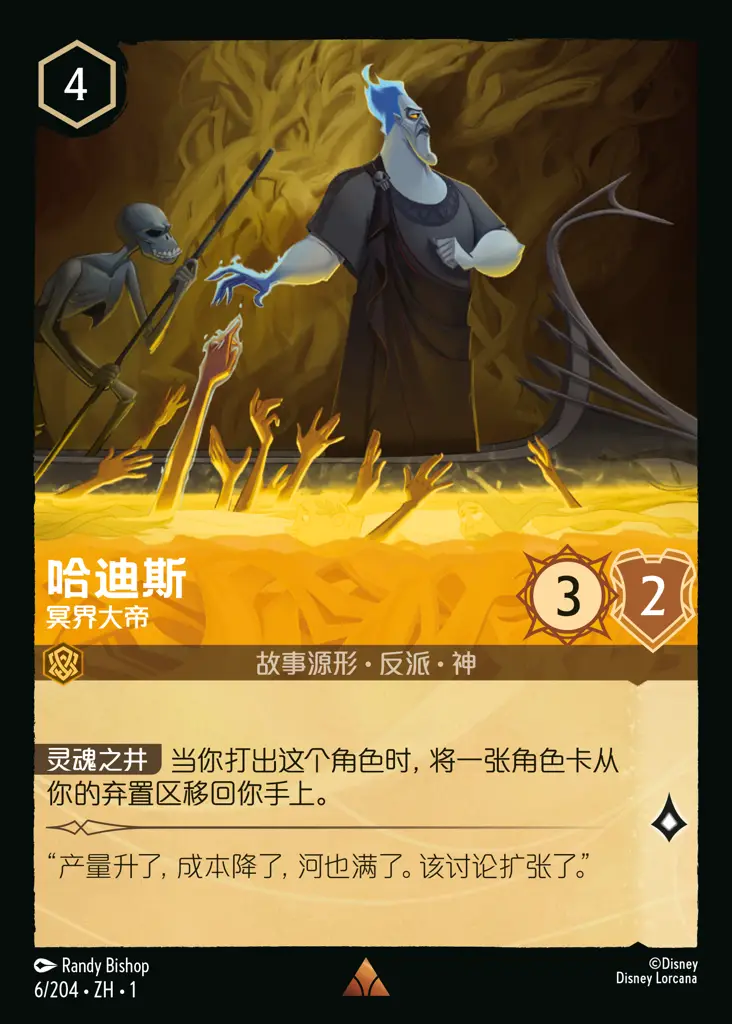 4
哈迪斯
冥界大帝
3
2
故事源形・反派・神
灵魂之井 当你打出这个角色时, 将一张角色卡从
你的弃置区移回你手上。
“产量升了, 成本降了, 河也满了。该讨论扩张了。”
Randy Bishop
6/204・ZH・1
©Disney
Disney Lorcana